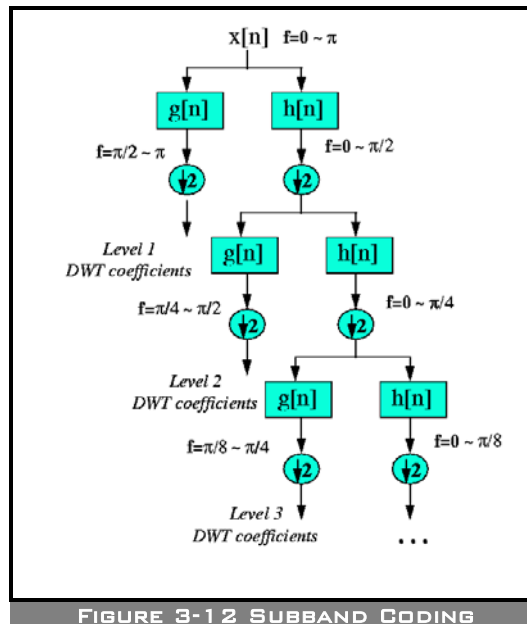 x[n] f=0 ~ π
g[n] h[n]
f=π/2 ~ π f=0 ~ π/2
↓2 ↓2
Level 1
DWT coefficients
g[n] h[n]
f=π/4 ~ π/2 f=0 ~ π/4
↓2 ↓2
Level 2
DWT coefficients
g[n] h[n]
f=π/8 ~ π/4 f=0 ~ π/8
↓2 ↓2
Level 3
DWT coefficients
...
FIGURE 3-12 SUBBAND CODING